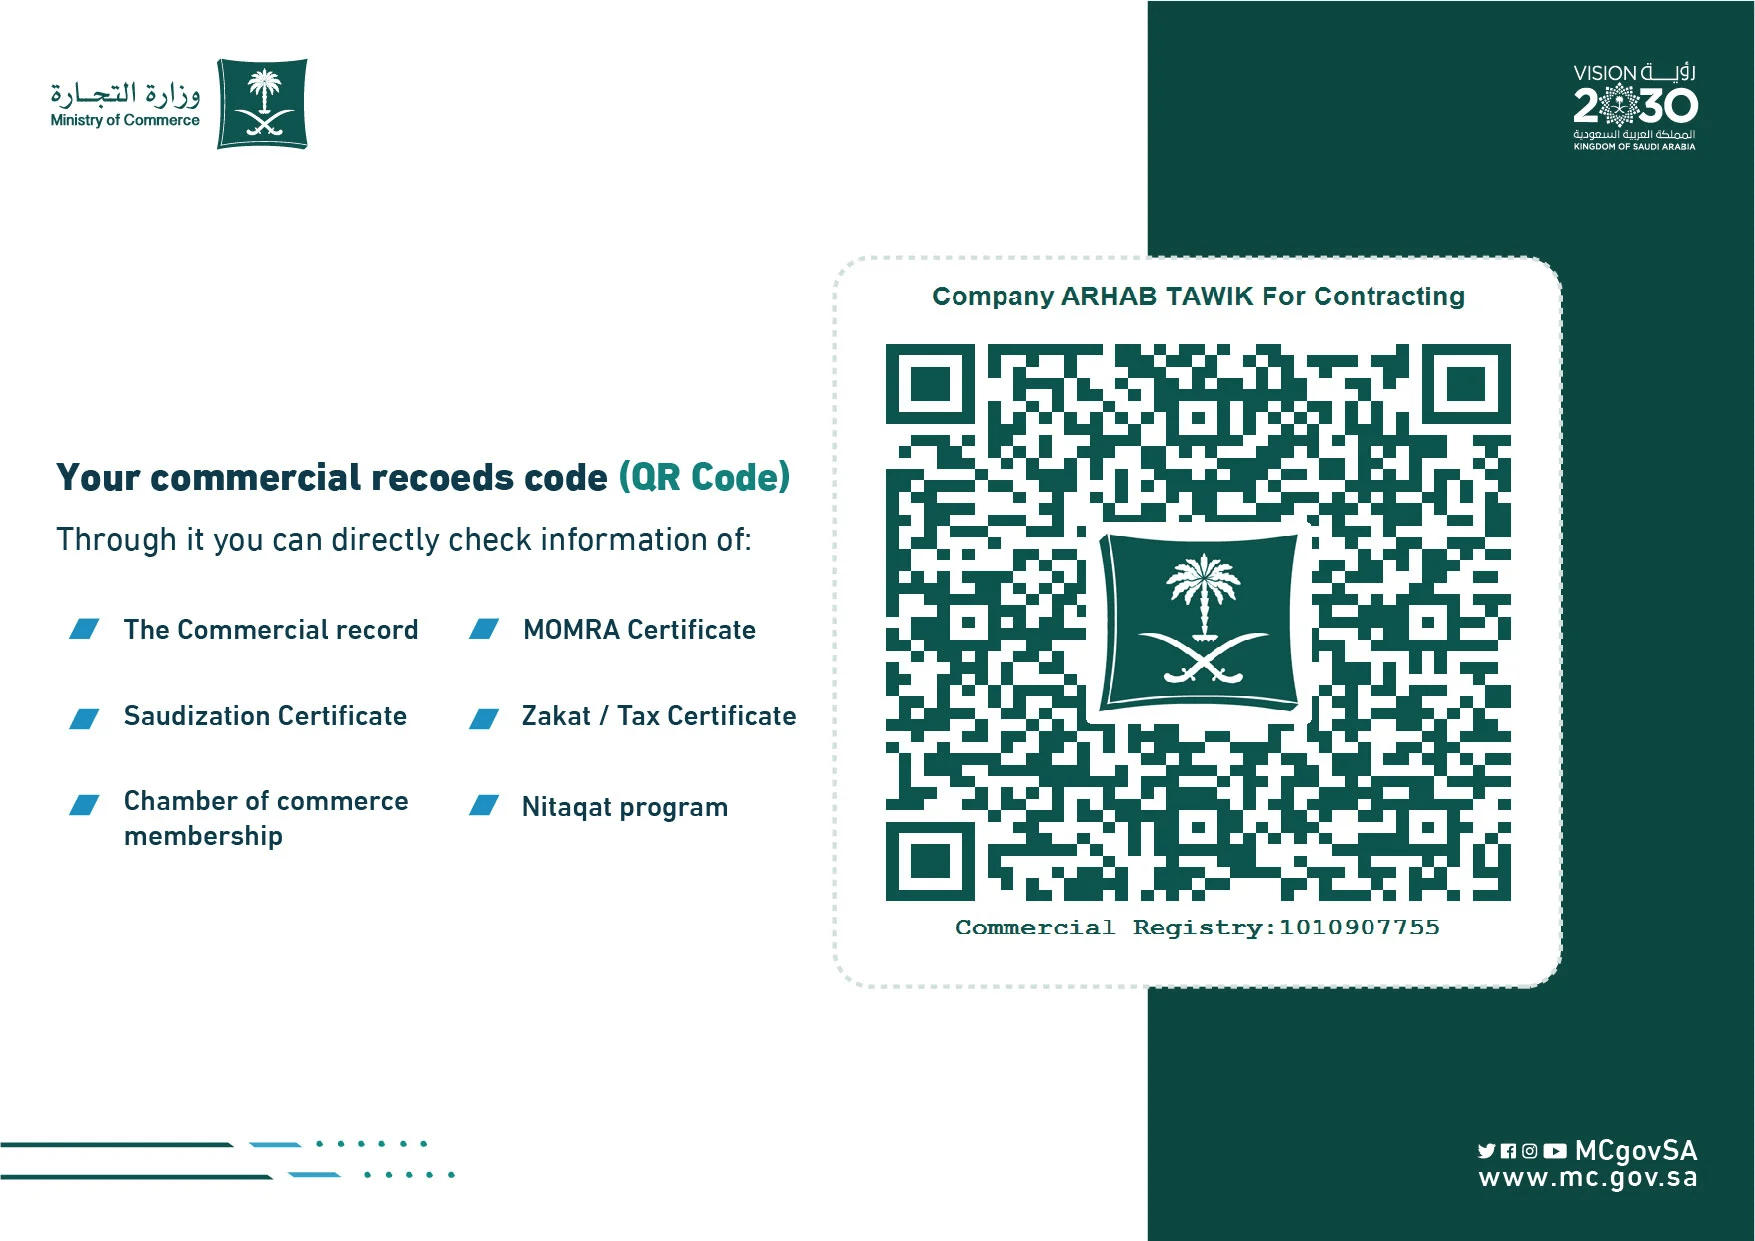 وزارة التجارة
Ministry of Commerce
VISION رؤية
2030
المملكة العربية السعودية
KINGDOM OF SAUDI ARABIA
Company ARHAB TAWIK For Contracting
Your commercial recoeds code (QR Code)
Through it you can directly check information of:
The Commercial record
MOMRA Certificate
Saudization Certificate
Zakat / Tax Certificate
Chamber of commerce
membership
Nitaqat program
Commercial Registry:1010907755
MCgovSA
www.mc.gov.sa